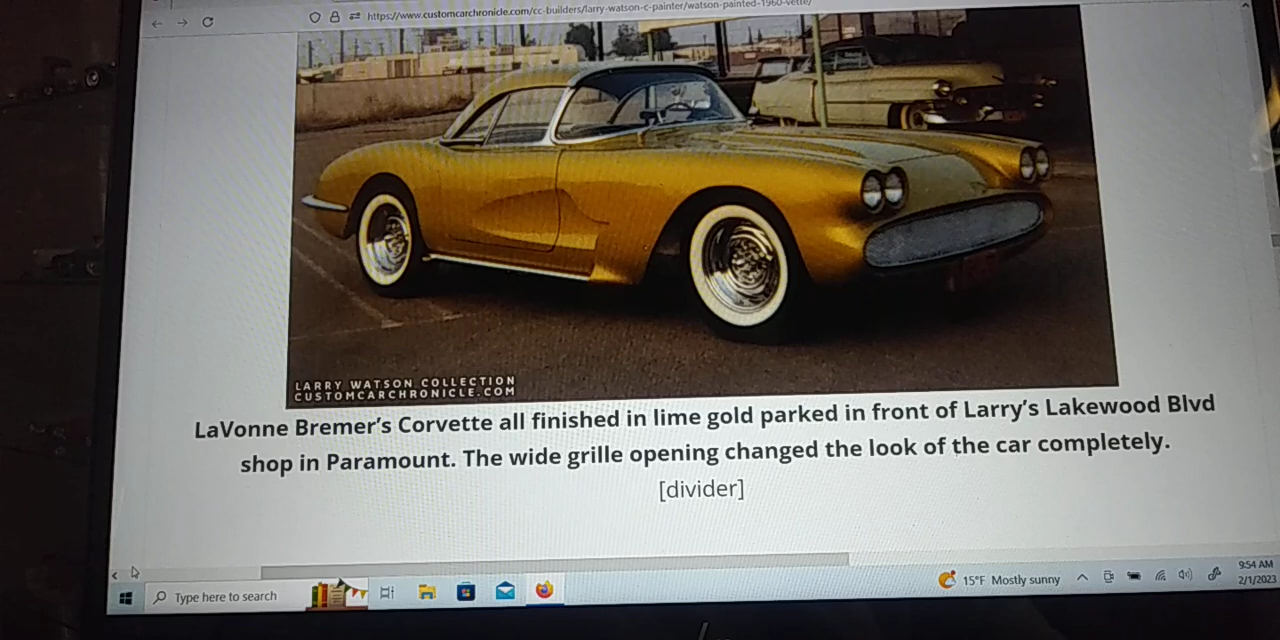 https://www.customcarchronicle.com/cc-builders/larry-watson-c-painter/watson-painted-1960-vette/
LARRY WATSON COLLECTION
CUSTOMCARCHRONICLE.COM
LaVonne Bremer's Corvette all finished in lime gold parked in front of Larry's Lakewood Blvd
shop in Paramount. The wide grille opening changed the look of the car completely.
[divider]
Type here to search
15°F Mostly sunny
9:54 AM
2/1/2023